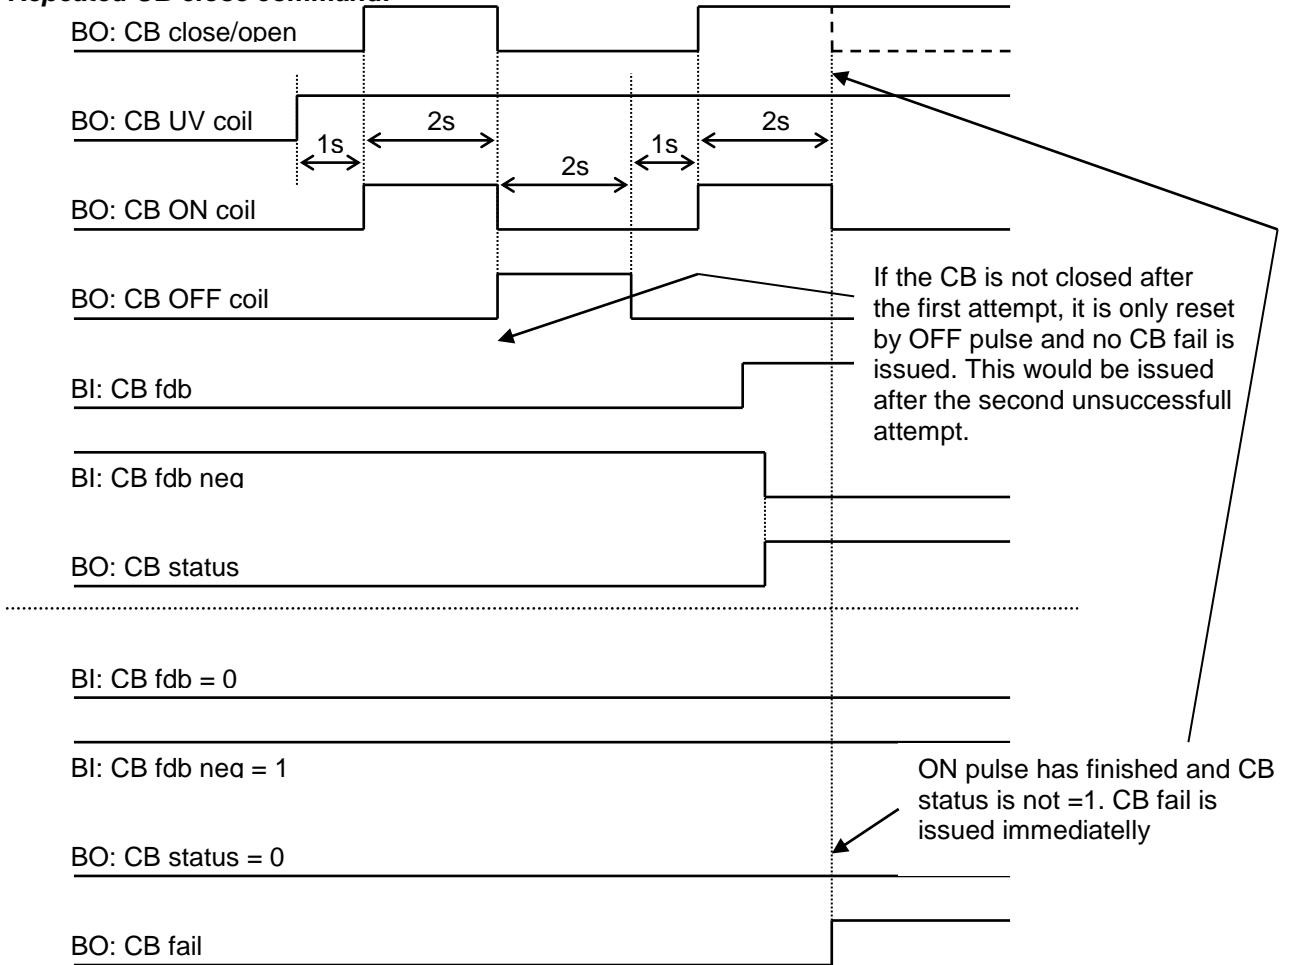 Repeated CB close command:
BO: CB close/open
BO: CB UV coil
1s
2s
2s
1s
2s
BO: CB ON coil
BO: CB OFF coil
If the CB is not closed after
the first attempt, it is only reset
by OFF pulse and no CB fail is
issued. This would be issued
after the second unsuccessfull
attempt.
BI: CB fdb
BI: CB fdb neg
BO: CB status
BI: CB fdb = 0
BI: CB fdb neg = 1
ON pulse has finished and CB
status is not =1. CB fail is
issued immediatelly
BO: CB status = 0
BO: CB fail